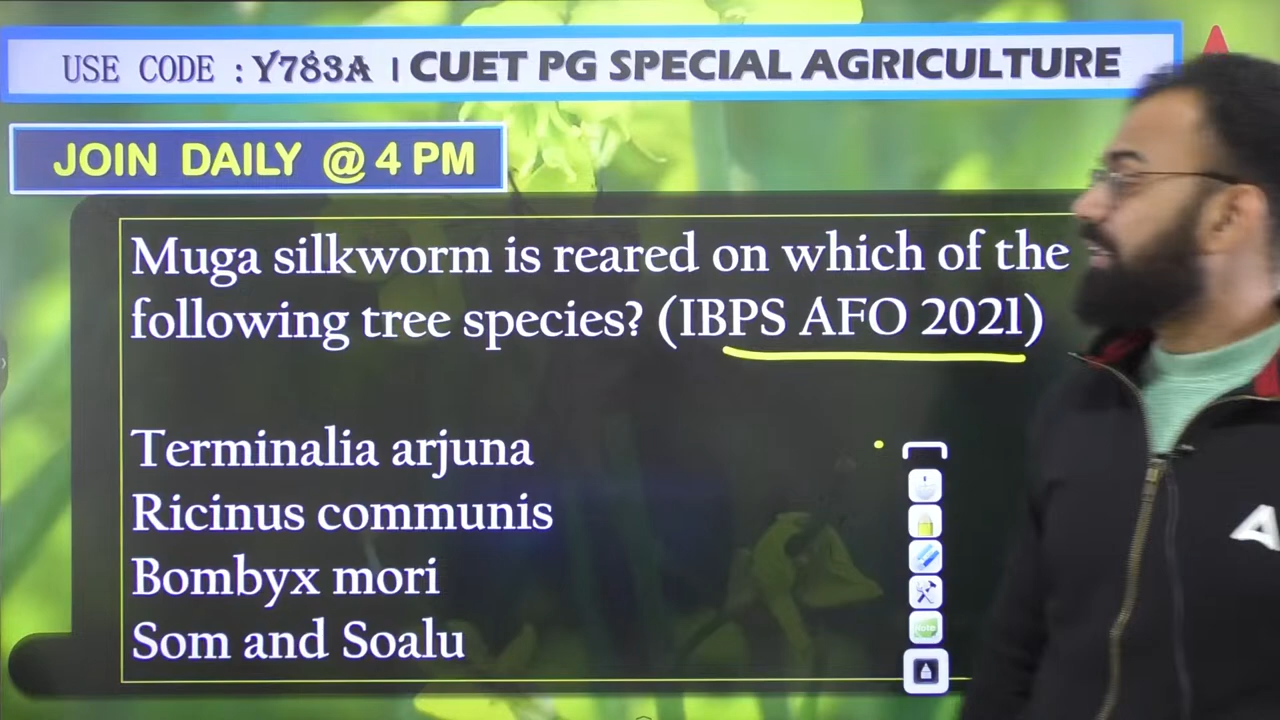 USE CODE : Y783A | CUET PG SPECIAL AGRICULTURE
JOIN DAILY @ 4 PM
Muga silkworm is reared on which of the
following tree species? (IBPS AFO 2021)
Terminalia arjuna
Ricinus communis
Bombyx mori
Som and Soalu